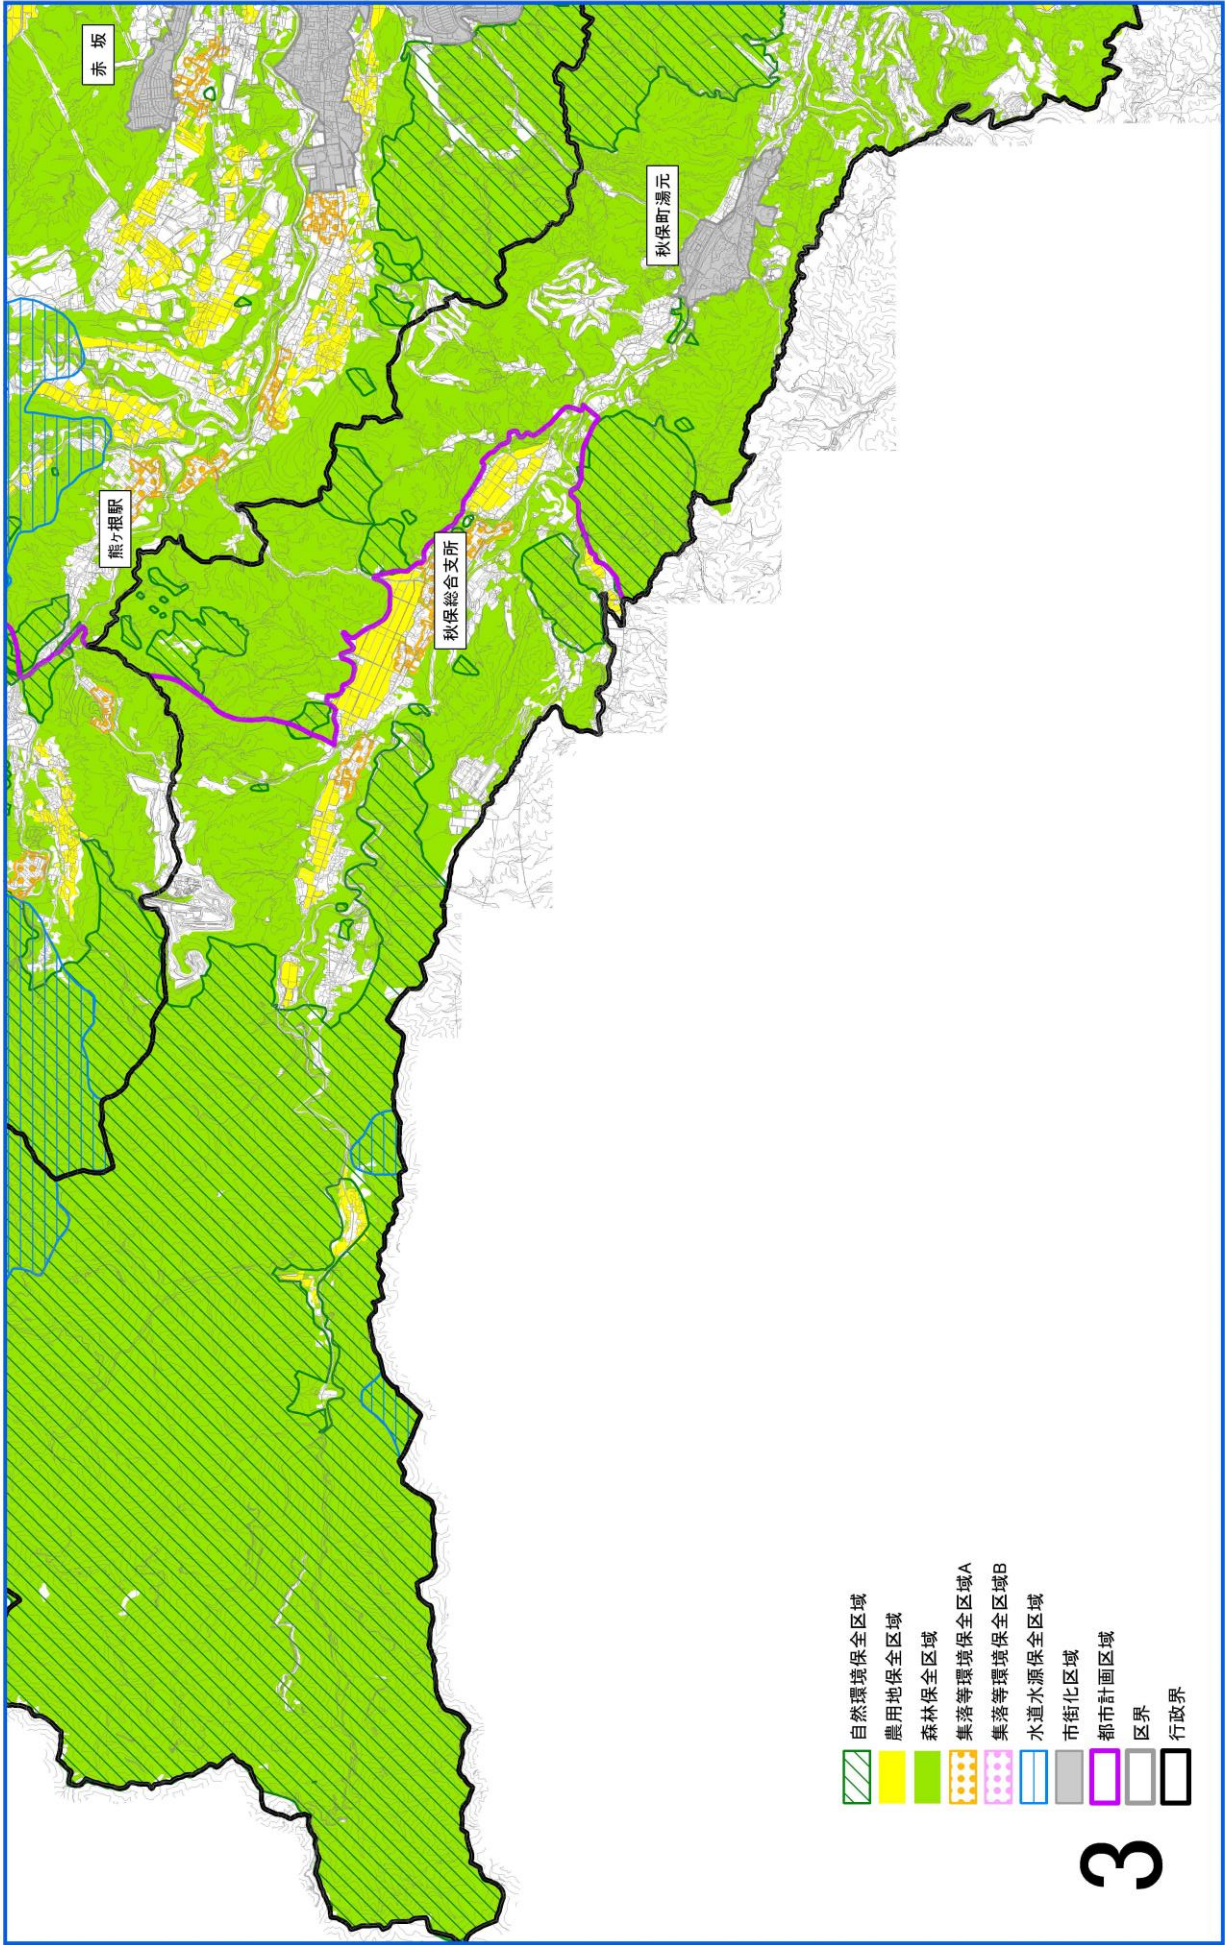 赤 坂
熊ヶ根駅
秋保町湯元
秋保総合支所
自然環境保全区域
農用地保全区域
森林保全区域
集落等環境保全区域A
集落等環境保全区域B
水道水源保全区域
市街化区域
都市計画区域
区界
行政界
3